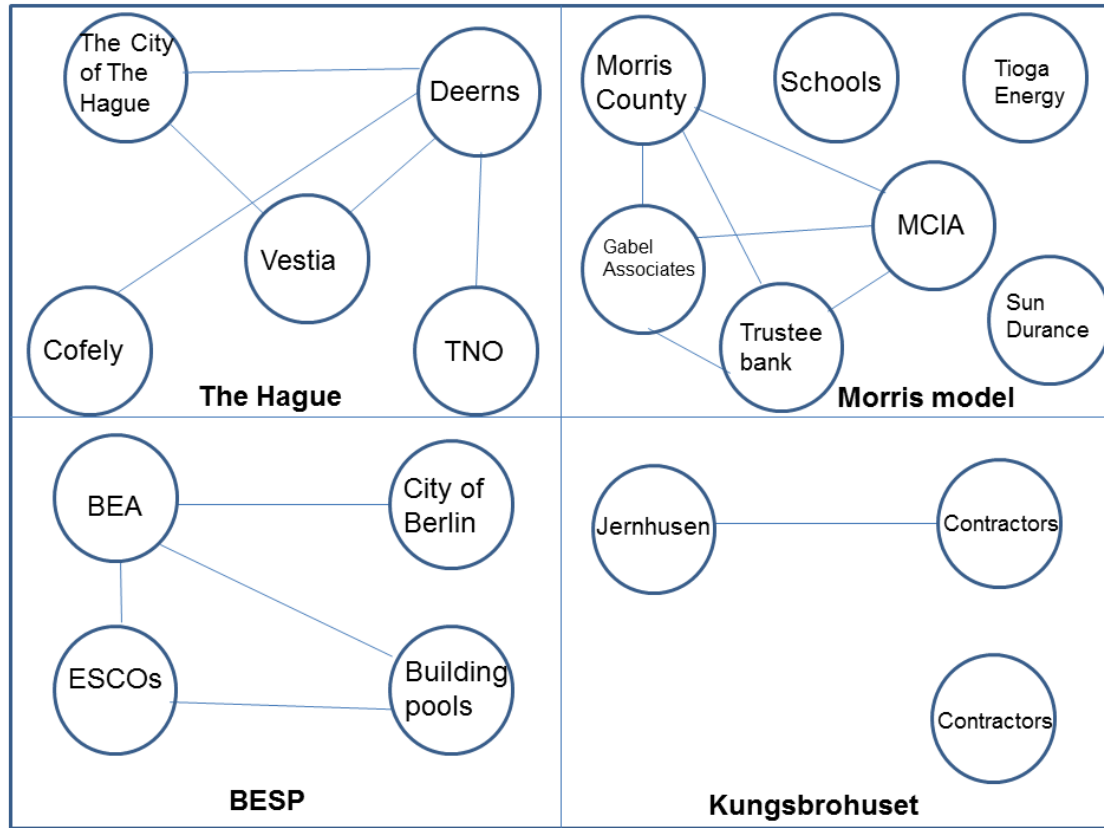 The City
of The
Hague
Deerns
Vestia
Cofely
TNO
The Hague
Morris
County
Schools
Tioga
Energy
MCIA
Gabel
Associates
Trustee
bank
Sun
Durance
Morris model
BEA
City of
Berlin
ESCOs
Building
pools
BESP
Jernhusen
Contractors
Contractors
Kungsbrohuset